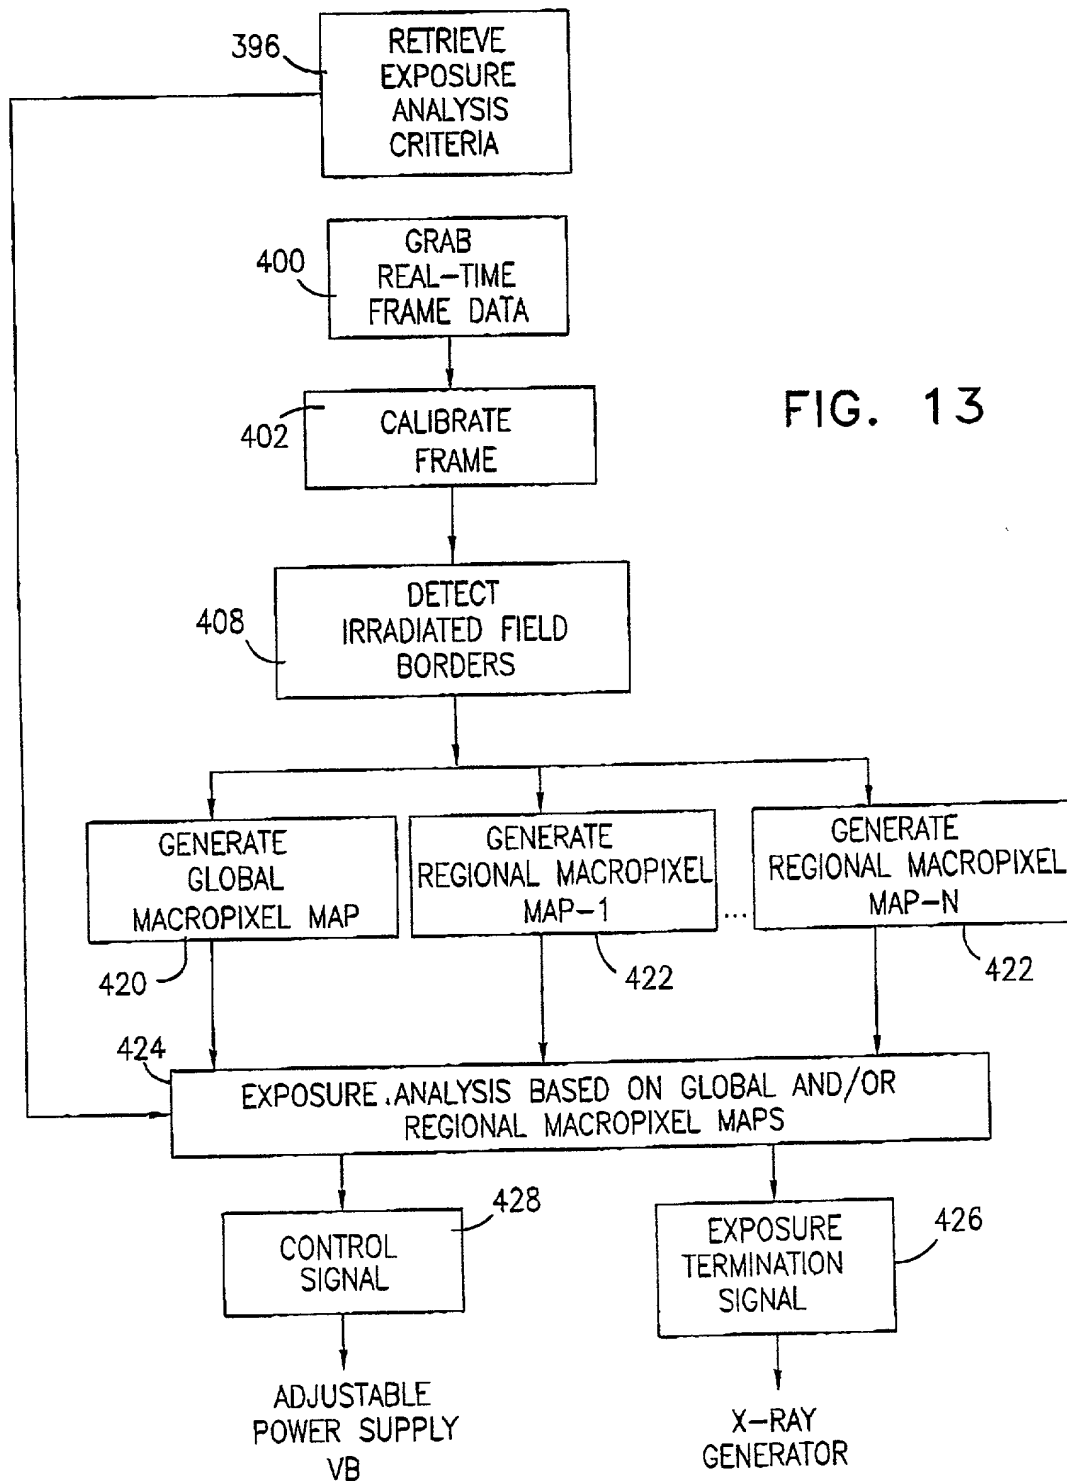 396
RETRIEVE
EXPOSURE
ANALYSIS
CRITERIA
400
GRAB
REAL-TIME
FRAME DATA
FIG. 13
402
CALIBRATE
FRAME
408
DETECT
IRRADIATED FIELD
BORDERS
GENERATE
GLOBAL
MACROPIXEL MAP
420
GENERATE
REGIONAL MACROPIXEL
MAP-1
422
...
GENERATE
REGIONAL MACROPIXEL
MAP-N
422
424
EXPOSURE ANALYSIS BASED ON GLOBAL AND/OR
REGIONAL MACROPIXEL MAPS
428
CONTROL
SIGNAL
426
EXPOSURE
TERMINATION
SIGNAL
ADJUSTABLE
POWER SUPPLY
VB
X-RAY
GENERATOR